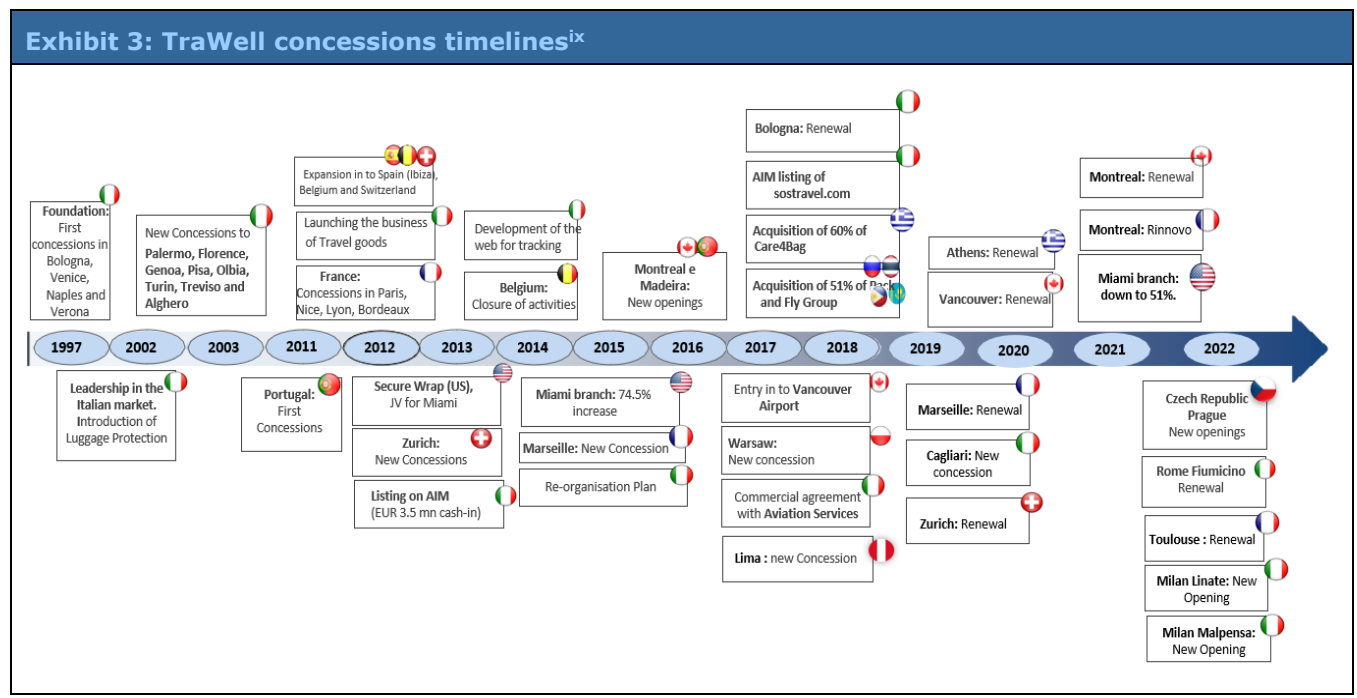 Exhibit 3: TraWell concessions timelinesix
Bologna: Renewal
AIM listing of
sostravel.com
Acquisition of 60% of
Care4Bag
Acquisition of 51% of Pack
and Fly Group
Expansion in to Spain (Ibiza),
Belgium and Switzerland
Launching the business
of Travel goods
France:
Concessions in Paris,
Nice, Lyon, Bordeaux
Foundation:
First
concessions in
Bologna,
Venice,
Naples and
Verona
New Concessions to
Palermo, Florence,
Genoa, Pisa, Olbia,
Turin, Treviso and
Alghero
Development of the
web for tracking
Belgium:
Closure of activities
Montreal e
Madeira:
New openings
Athens: Renewal
Vancouver: Renewal
Montreal: Renewal
Montreal: Rinnovo
Miami branch:
down to 51%.
1997 2002 2003 2011 2012 2013 2014 2015 2016 2017 2018 2019 2020 2021 2022
Leadership in the
Italian market.
Introduction of
Luggage Protection
Portugal:
First
Concessions
Secure Wrap (US),
JV for Miami
Zurich:
New Concessions
Listing on AIM
(EUR 3.5 mn cash-in)
Miami branch: 74.5%
increase
Marseille: New Concession
Re-organisation Plan
Entry in to Vancouver
Airport
Warsaw:
New concession
Commercial agreement
with Aviation Services
Lima : new Concession
Marseille: Renewal
Cagliari: New
concession
Zurich: Renewal
Czech Republic
Prague
New openings
Rome Fiumicino
Renewal
Toulouse : Renewal
Milan Linate: New
Opening
Milan Malpensa:
New Opening